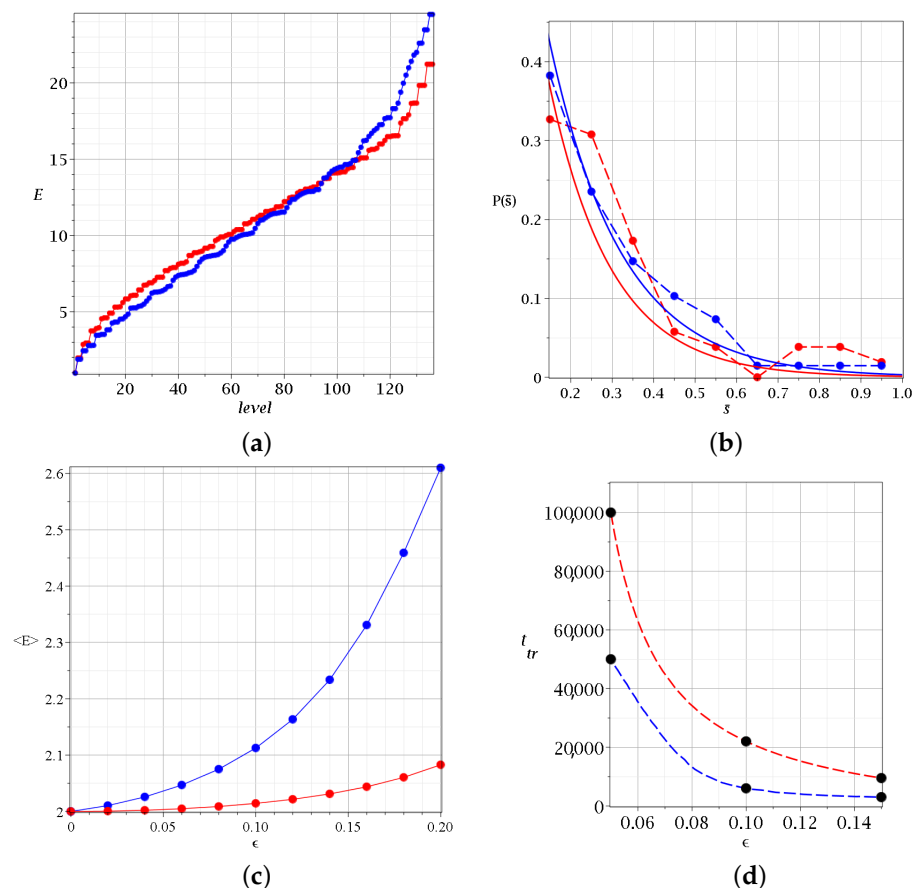 20
15
E
10
5
20 40 60 80 100 120
level
(a)
0.4
0.3
P(s̄)
0.2
0.1
0
0.2 0.3 0.4 0.5 0.6 0.7 0.8 0.9 1.0
s̄
(b)
2.6
2.5
2.4
<E>
2.3
2.2
2.1
2
0 0.05 0.10 0.15 0.20
ϵ
(c)
100,000
80,000
60,000
t tr
40,000
20,000
0
0.06 0.08 0.10 0.12 0.14
ϵ
(d)